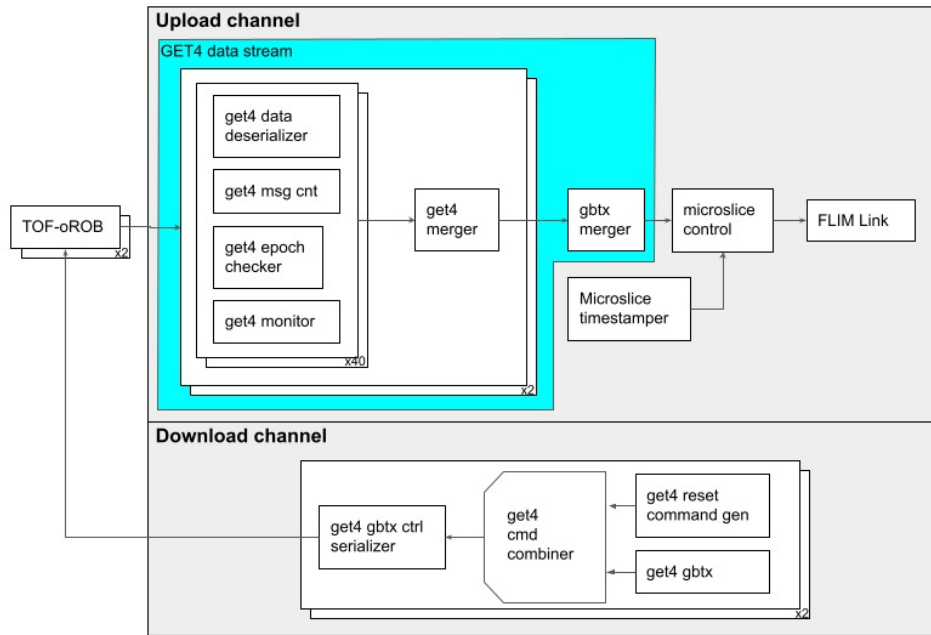 Upload channel
GET4 data stream
get4 data
deserializer
get4 msg cnt
get4 epoch
checker
get4 monitor
x40
get4
merger
x2
gbtx
merger
microslice
control
FLIM Link
Microslice
timestamper
TOF-oROB
x2
Download channel
get4 gbtx ctrl
serializer
get4
cmd
combiner
get4 reset
command gen
get4 gbtx
x2